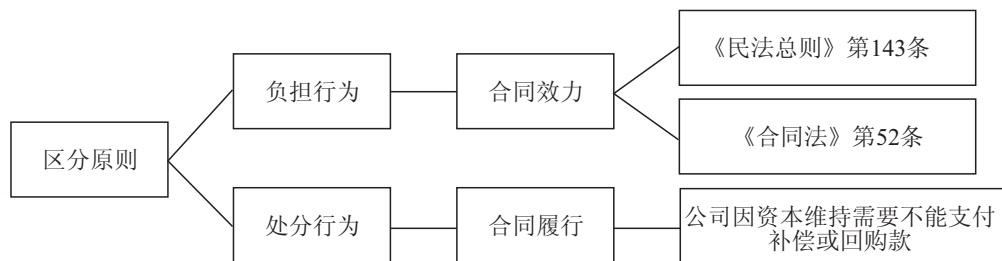 《民法总则》第143条
负担行为
合同效力
《合同法》第52条
区分原则
处分行为
合同履行
公司因资本维持需要不能支付
补偿或回购款